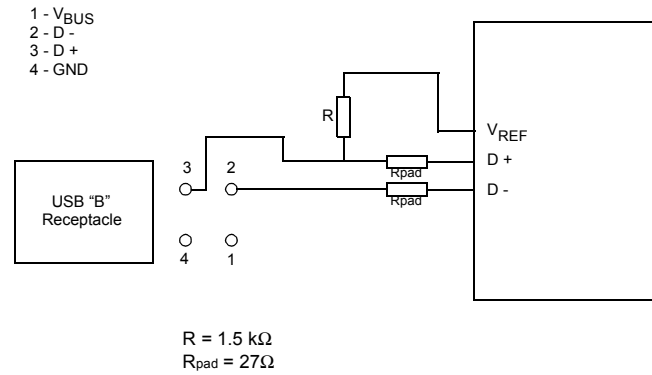 1 - VBUS
2 - D -
3 - D +
4 - GND
R
VREF
D +
Rpad
D -
Rpad
3
2
USB “B”
Receptacle
4
1
R = 1.5 kΩ
Rpad = 27Ω